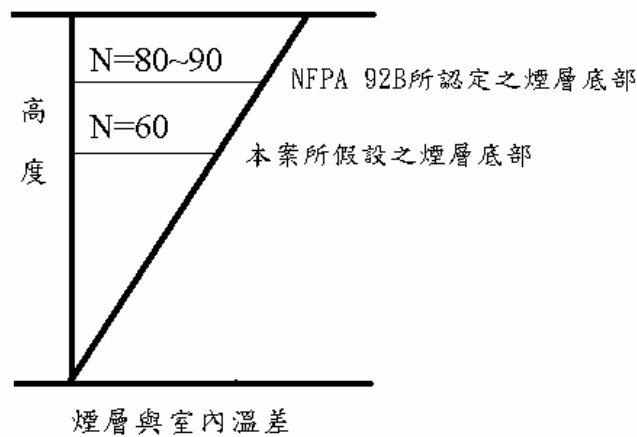 N=80~90
NFPA 92B所認定之煙層底部
高度
N=60
本案所假設之煙層底部
煙層與室內溫差